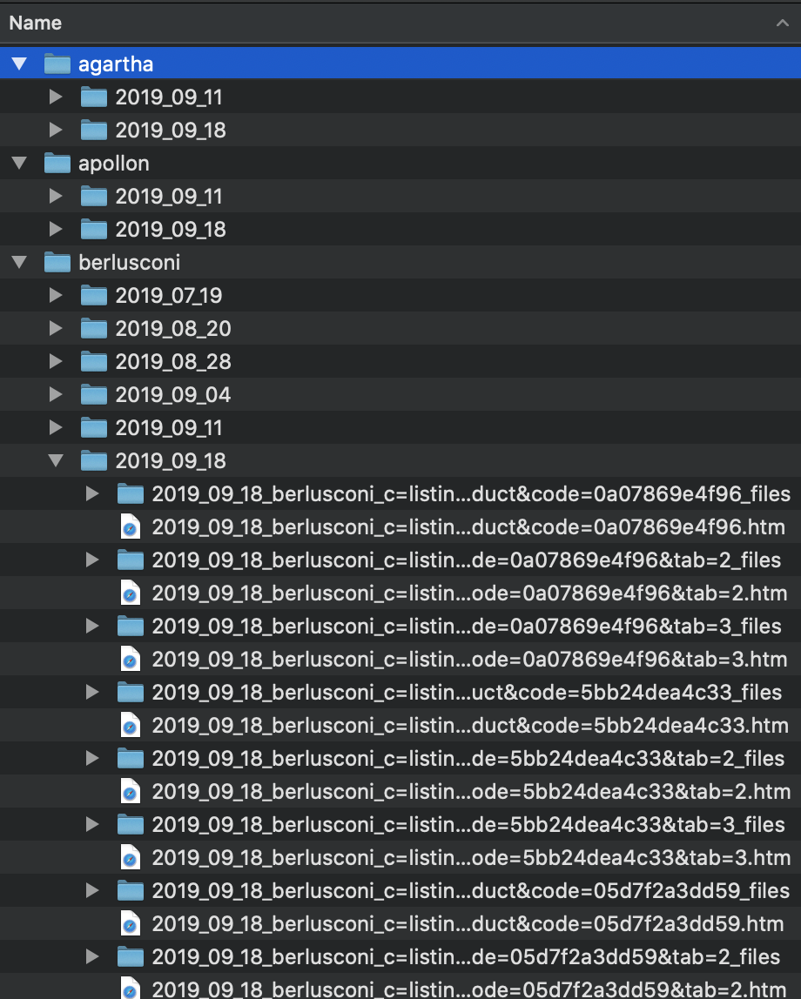 Name
agartha
2019_09_11
2019_09_18
apollon
2019_09_11
2019_09_18
berlusconi
2019_07_19
2019_08_20
2019_08_28
2019_09_04
2019_09_11
2019_09_18
2019_09_18_berlusconi_c=listin...duct&code=0a07869e4f96_files
2019_09_18_berlusconi_c=listin...duct&code=0a07869e4f96.htm
2019_09_18_berlusconi_c=listin...de=0a07869e4f96&tab=2_files
2019_09_18_berlusconi_c=listin...ode=0a07869e4f96&tab=2.htm
2019_09_18_berlusconi_c=listin...de=0a07869e4f96&tab=3_files
2019_09_18_berlusconi_c=listin...ode=0a07869e4f96&tab=3.htm
2019_09_18_berlusconi_c=listin...uct&code=5bb24dea4c33_files
2019_09_18_berlusconi_c=listin...duct&code=5bb24dea4c33.htm
2019_09_18_berlusconi_c=listin...de=5bb24dea4c33&tab=2_files
2019_09_18_berlusconi_c=listin...ode=5bb24dea4c33&tab=2.htm
2019_09_18_berlusconi_c=listin...de=5bb24dea4c33&tab=3_files
2019_09_18_berlusconi_c=listin...ode=5bb24dea4c33&tab=3.htm
2019_09_18_berlusconi_c=listin...duct&code=05d7f2a3dd59_files
2019_09_18_berlusconi_c=listin...duct&code=05d7f2a3dd59.htm
2019_09_18_berlusconi_c=listin...de=05d7f2a3dd59&tab=2_files
2019_09_18_berlusconi_c=listin...ode=05d7f2a3dd59&tab=2.htm